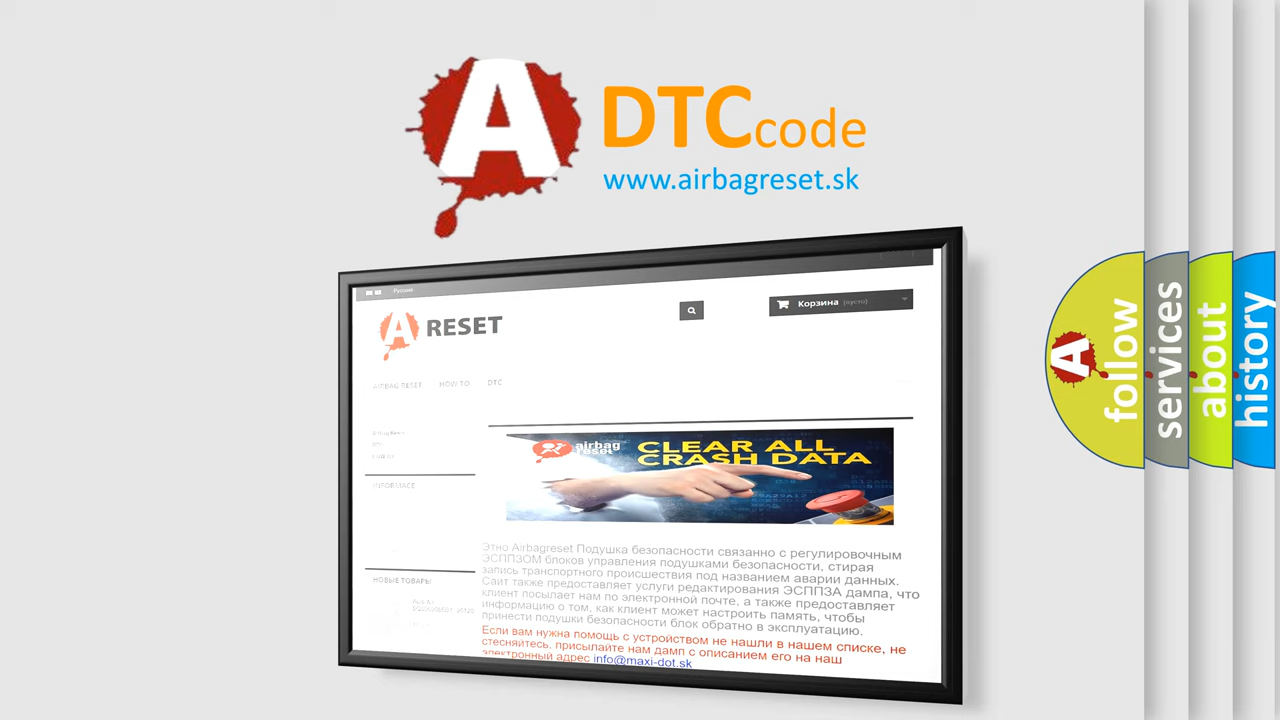 A
DTCcode
www.airbagreset.sk
Русский
A RESET
Корзина (пусто)
AIRBAG RESET HOW TO DTC
INFORMACE
НОВЫЕ ТОВАРЫ
airbag
reset
CLEAR ALL
CRASH DATA
Этно Airbagreset Подушка безопасности связанно с регулировочным
ЭСППЗОМ блоков управления подушками безопасности, стирая
запись транспортного происшествия под названием аварии данных.
Сайт также предоставляет услуги редактирования ЭСППЗА дампа, что
клиент посылает нам по электронной почте, а также предоставляет
информацию о том, как клиент может настроить память, чтобы
принести подушки безопасности блок обратно в эксплуатацию.
Если вам нужна помощь с устройством не нашли в нашем списке, не
стесняйтесь, присылайте нам дамп с описанием его на наш
электронный адрес info@maxi-dot.sk
A
follow
services
about
history